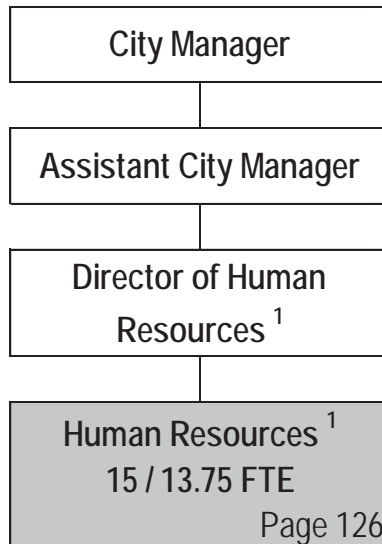 City Manager
Assistant City Manager
Director of Human
Resources 1
Human Resources 1
15 / 13.75 FTE
Page 126